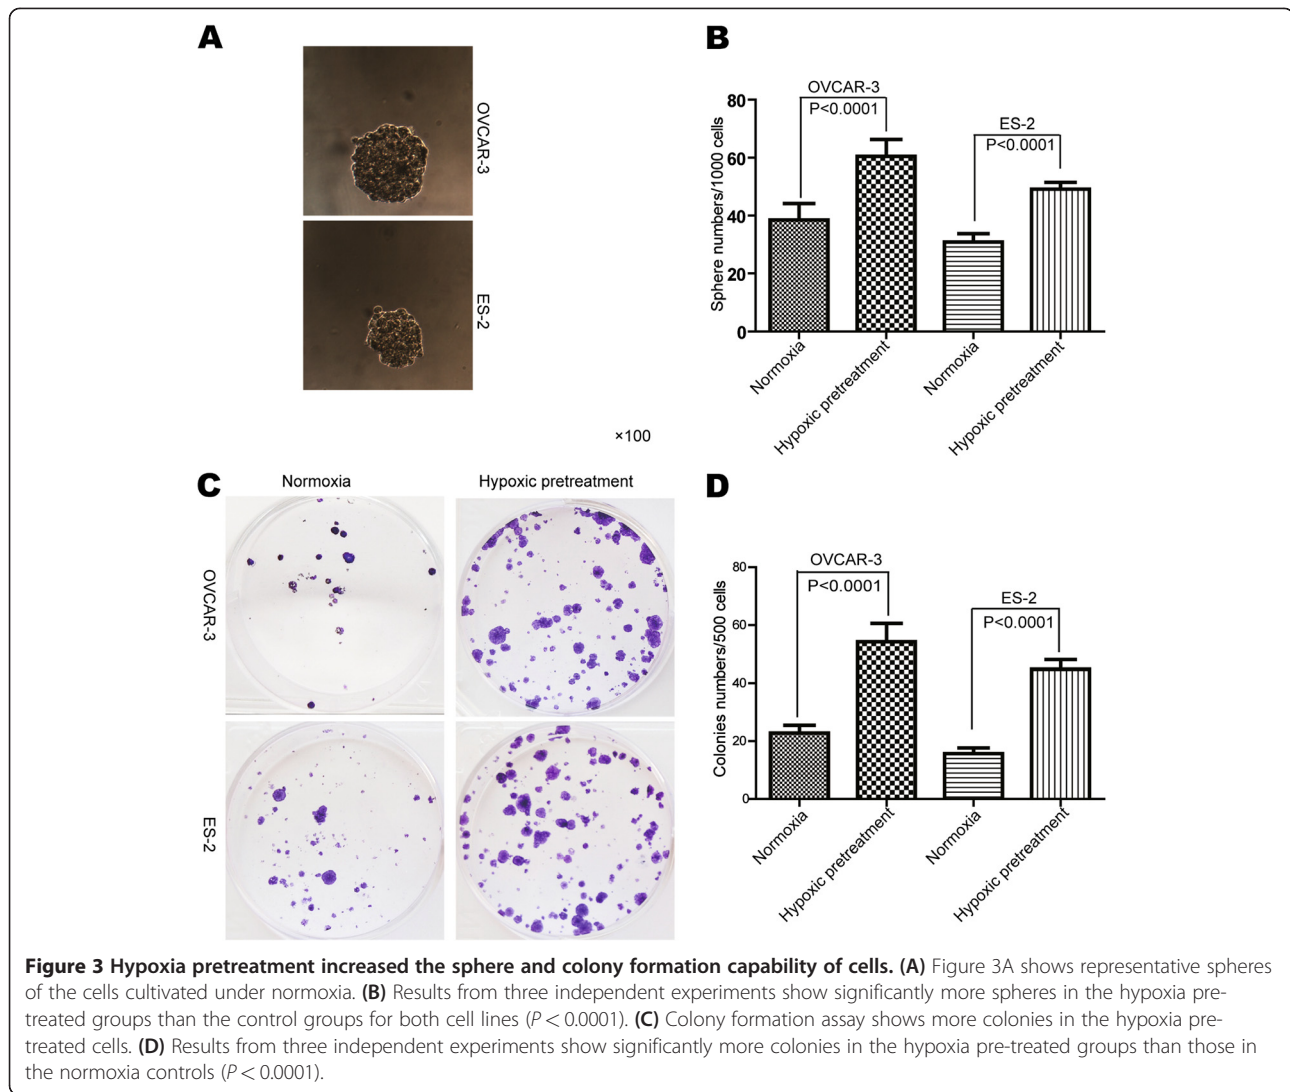 A
OVCAR-3
ES-2
×100
B
Sphere numbers/1000 cells
80
60
40
20
0
OVCAR-3
P<0.0001
ES-2
P<0.0001
Normoxia
Hypoxic pretreatment
Normoxia
Hypoxic pretreatment
C
Normoxia
Hypoxic pretreatment
OVCAR-3
ES-2
D
Colonies numbers/500 cells
80
60
40
20
0
OVCAR-3
P<0.0001
ES-2
P<0.0001
Normoxia
Hypoxic pretreatment
Normoxia
Hypoxic pretreatment
Figure 3 Hypoxia pretreatment increased the sphere and colony formation capability of cells. (A) Figure 3A shows representative spheres
of the cells cultivated under normoxia. (B) Results from three independent experiments show significantly more spheres in the hypoxia pre-
treated groups than the control groups for both cell lines (P < 0.0001). (C) Colony formation assay shows more colonies in the hypoxia pre-
treated cells. (D) Results from three independent experiments show significantly more colonies in the hypoxia pre-treated groups than those in
the normoxia controls (P < 0.0001).